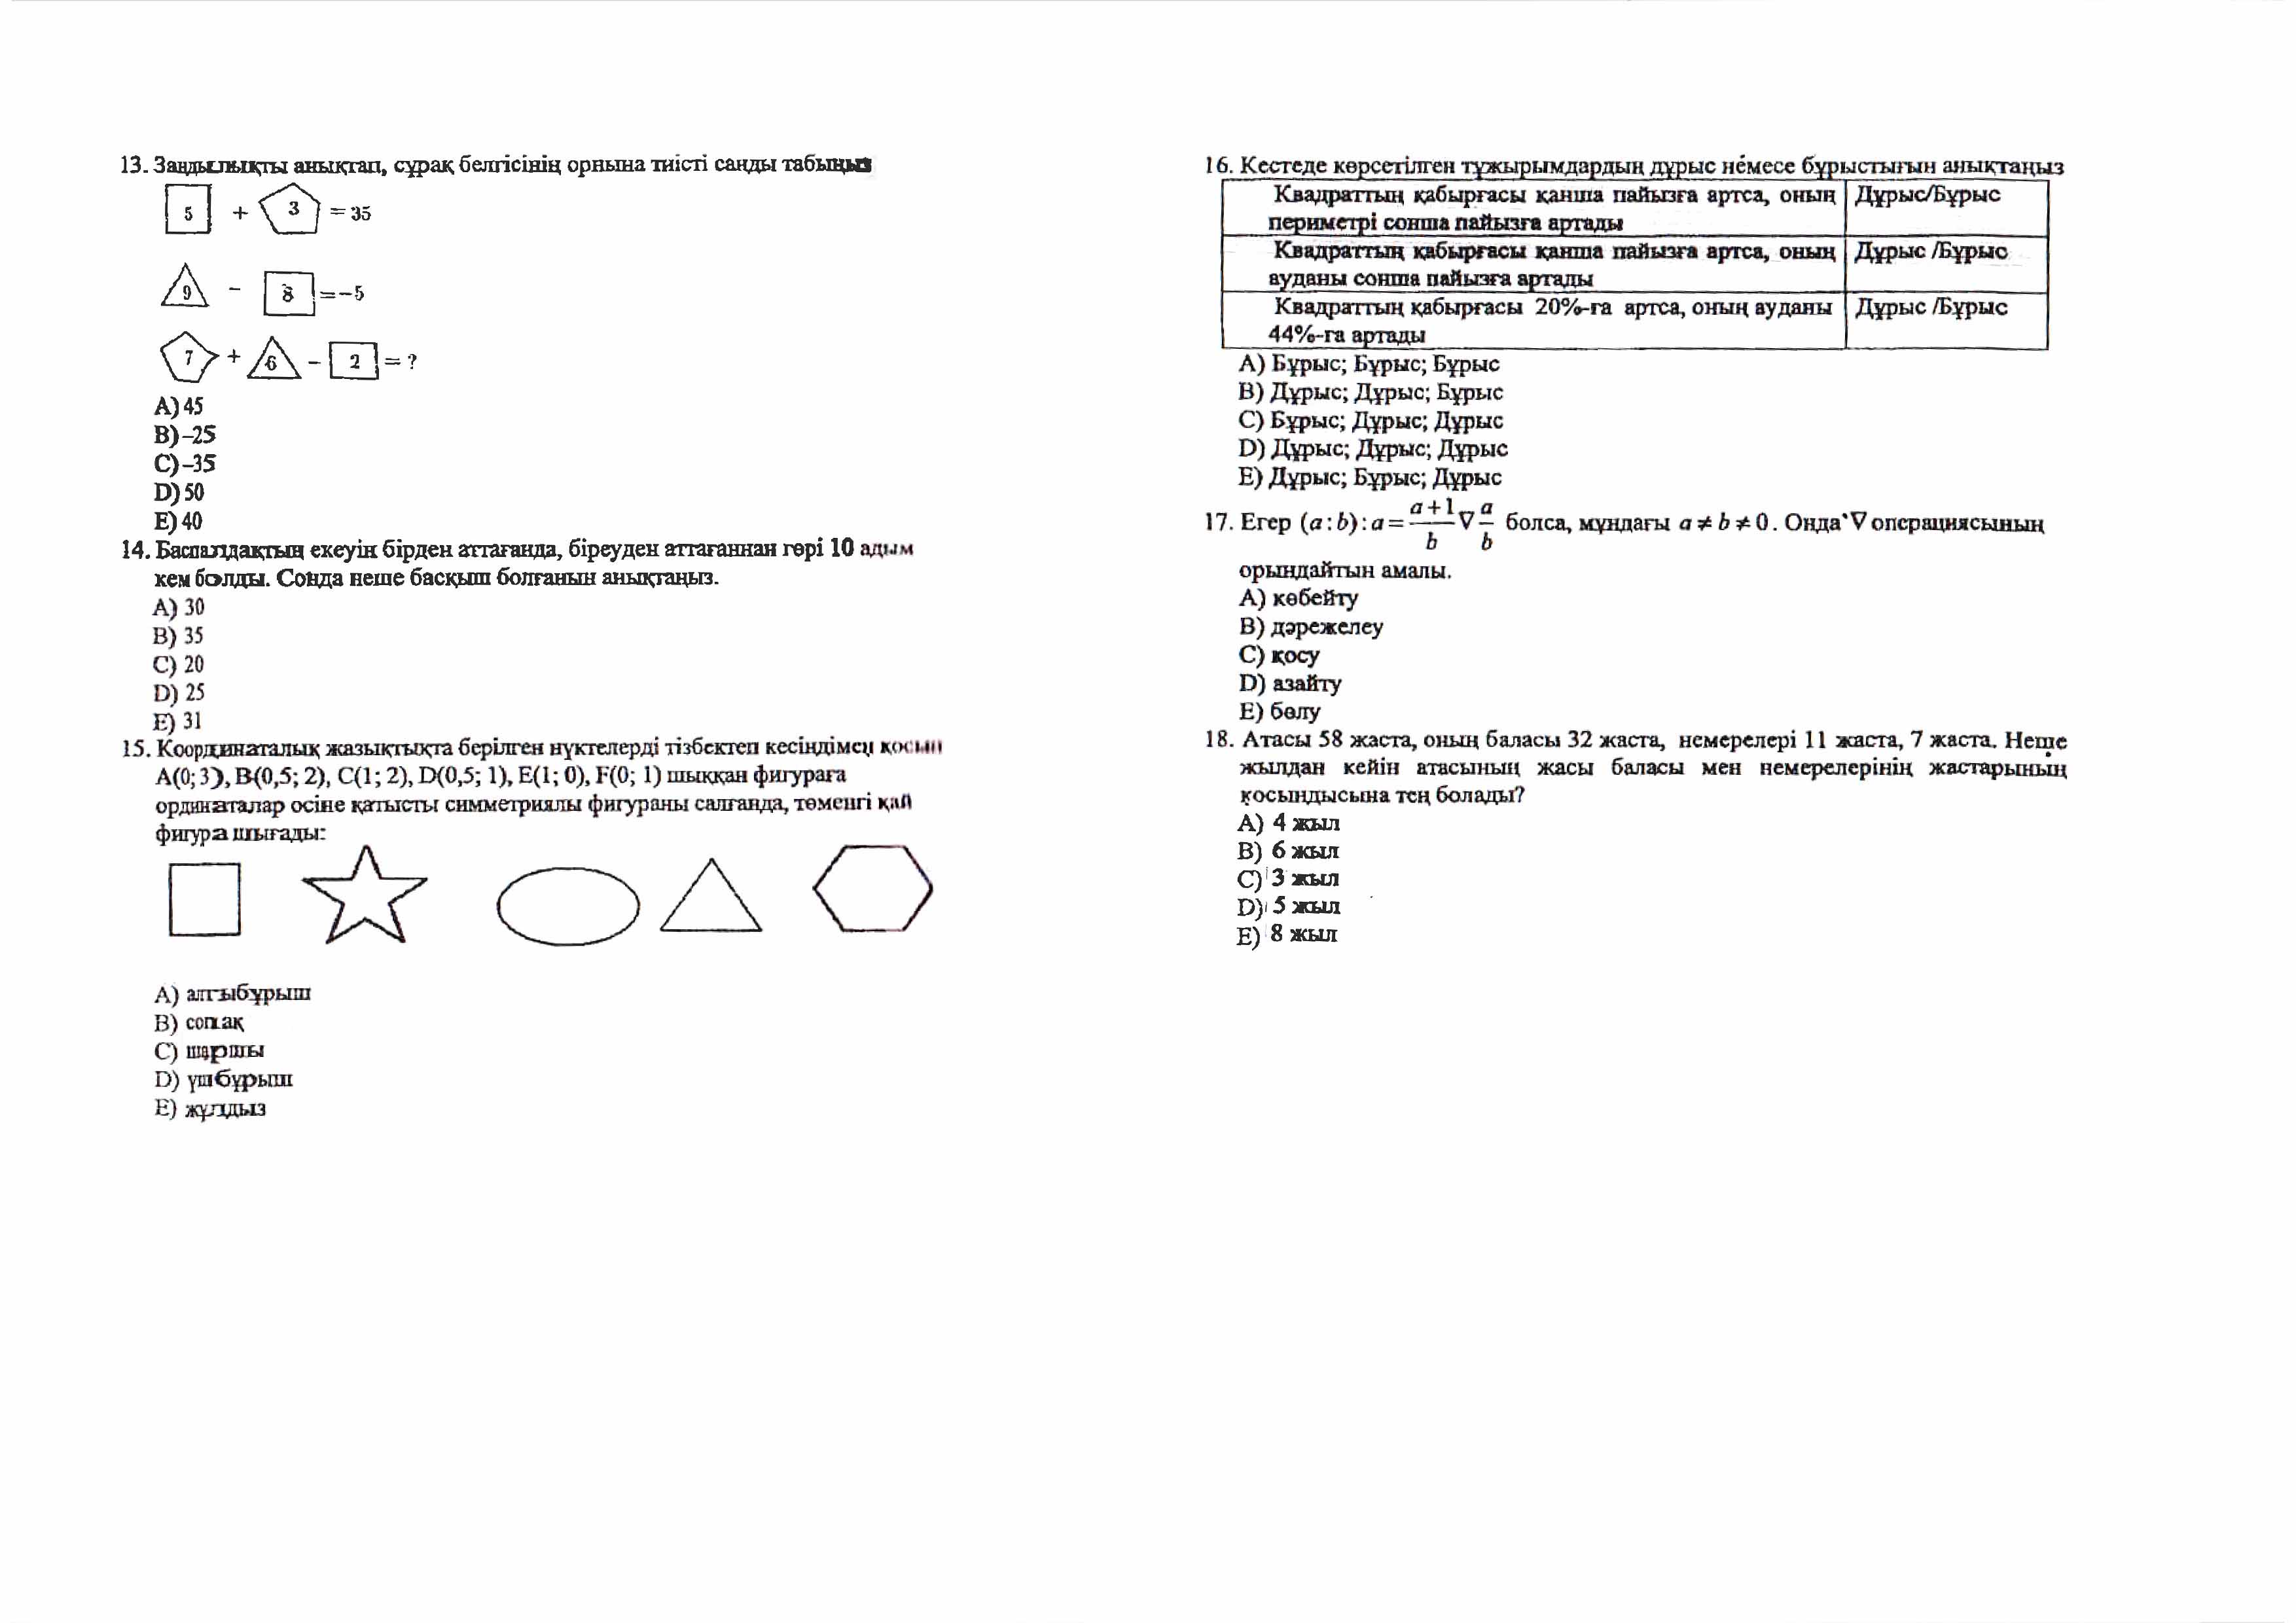 13. Заңдылықты анықтап, сұрақ белгісінің орнына тиісті санды табыңыз
5 + 3 = 35
9 – 8 = –5
7 + 6 – 2 = ?
A) 45
B) –25
C) –35
D) 50
E) 40
14. Баспалдақтың екеуін бірден аттағанда, біреуден аттағаннан гөрі 10 адым
кем болды. Сонда неше басқыш болғанын анықтаңыз.
A) 30
B) 35
C) 20
D) 25
E) 31
15. Координаталық жазықтықта берілген нүктелерді тізбектеп кесіндімен қосып
A(0; 3), B(0,5; 2), C(1; 2), D(0,5; 1), E(1; 0), F(0; 1) шыққан фигураға
ординаталар осіне қатысты симметриялы фигураны салғанда, төменгі қай
фигура шығады:
A) алтыбұрыш
B) сопақ
C) шаршы
D) үшбұрыш
E) жұлдыз
16. Кестеде көрсетілген тұжырымдардың дұрыс немесе бұрыстығын анықтаңыз
Квадраттың қабырғасы қанша пайызға артса, оның Дұрыс/Бұрыс
периметрі сонша пайызға артады
Квадраттың қабырғасы қанша пайызға артса, оның Дұрыс /Бұрыс
ауданы сонша пайызға артады
Квадраттың қабырғасы 20%-ға артса, оның ауданы Дұрыс /Бұрыс
44%-ға артады
A) Бұрыс; Бұрыс; Бұрыс
B) Дұрыс; Дұрыс; Бұрыс
C) Бұрыс; Дұрыс; Дұрыс
D) Дұрыс; Дұрыс; Дұрыс
E) Дұрыс; Бұрыс; Дұрыс
17. Егер (a : b) : a = (a + 1)/b ∇ a/b болса, мұндағы a ≠ b ≠ 0. Онда ∇ операциясының
орындайтын амалы.
A) көбейту
B) дәрежелеу
C) қосу
D) азайту
E) бөлу
18. Атасы 58 жаста, оның баласы 32 жаста, немерелері 11 жаста, 7 жаста. Неше
жылдан кейін атасының жасы баласы мен немерелерінің жастарының
қосындысына тең болады?
A) 4 жыл
B) 6 жыл
C) 3 жыл
D) 5 жыл
E) 8 жыл